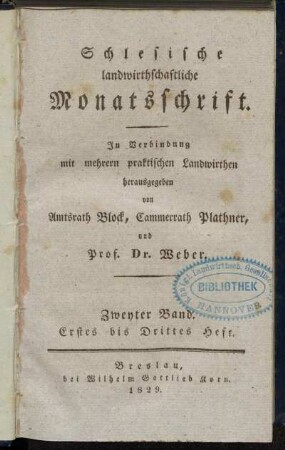 Schlesische
landwirthschaftliche
Monatsschrift.
In Verbindung
mit mehrern praktischen Landwirthen
herausgegeben
von
Amtsrath Block, Cammerrath Plathner,
und
Prof. Dr. Weber.
BIBLIOTHEK
HANNOVER
Zweyter Band.
Erstes bis Drittes Heft.
Breslau,
bei Wilhelm Gottlieb Korn.
1829.